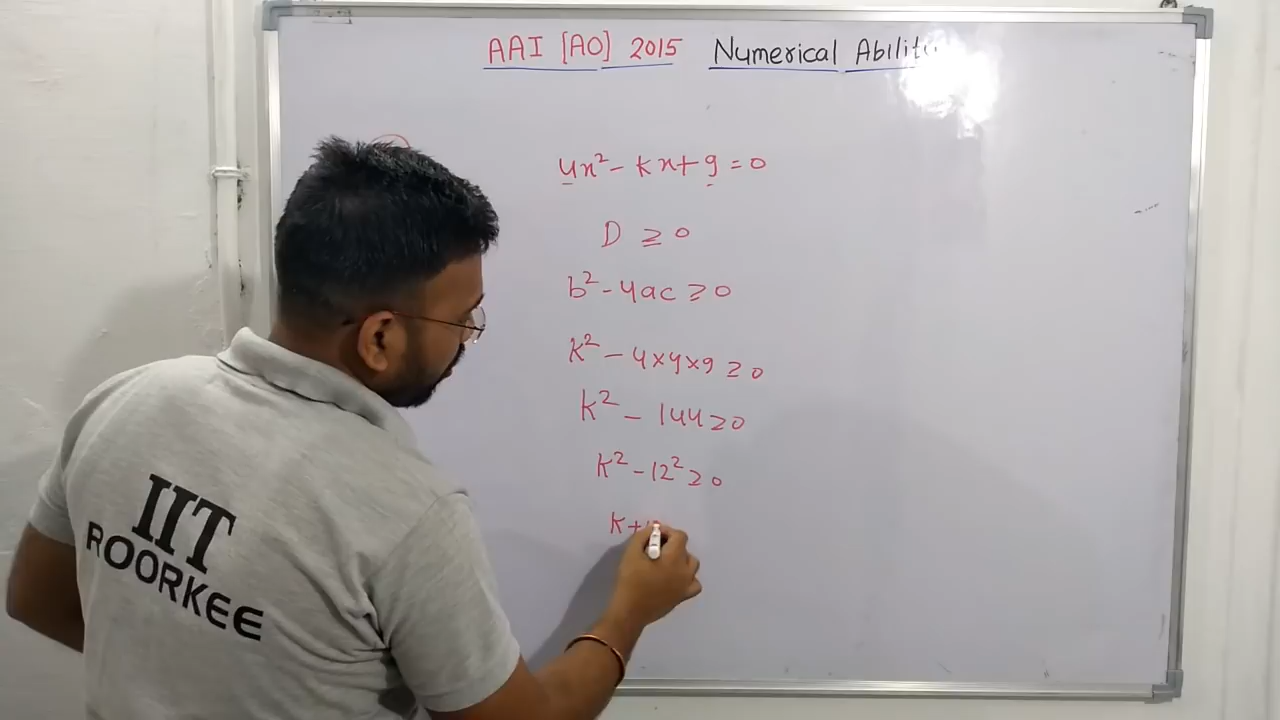 AAI [AO] 2015 Numerical Ability
4x² - kx + 9 = 0
D ≥ 0
b² - 4ac ≥ 0
k² - 4×4×9 ≥ 0
k² - 144 ≥ 0
k² - 12² ≥ 0
k +
IIT
ROORKEE